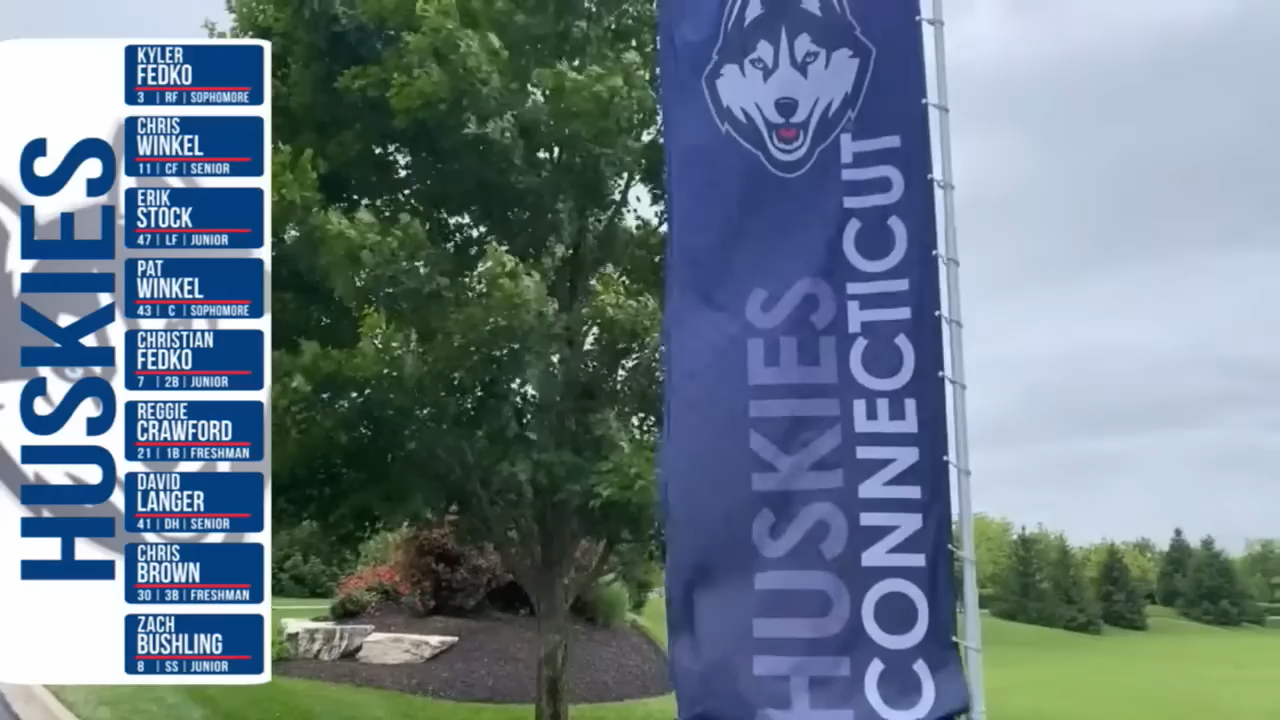 HUSKIES
KYLER
FEDKO
3 | RF | SOPHOMORE
CHRIS
WINKEL
11 | CF | SENIOR
ERIK
STOCK
47 | LF | JUNIOR
PAT
WINKEL
43 | C | SOPHOMORE
CHRISTIAN
FEDKO
7 | 2B | JUNIOR
REGGIE
CRAWFORD
21 | 1B | FRESHMAN
DAVID
LANGER
41 | DH | SENIOR
CHRIS
BROWN
30 | 3B | FRESHMAN
ZACH
BUSHLING
8 | SS | JUNIOR
HUSKIES
CONNECTICUT